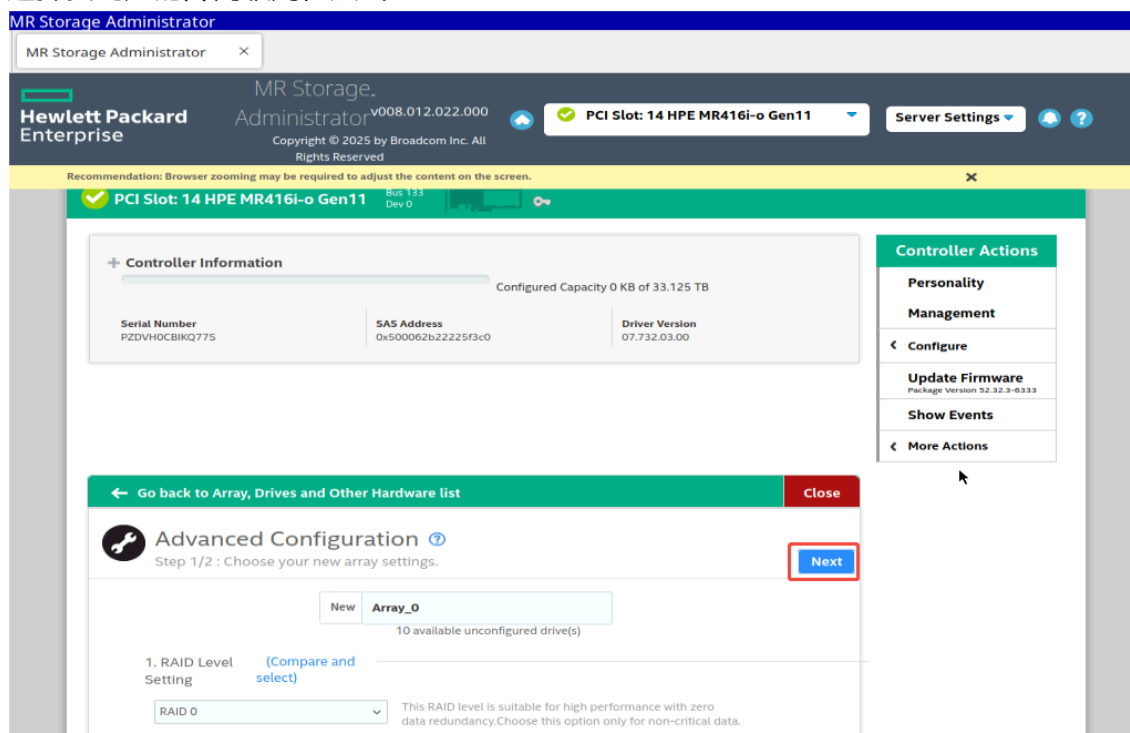 MR Storage Administrator
MR Storage Administrator ×
Hewlett Packard
Enterprise
MR Storage.
Administrator v008.012.022.000
Copyright © 2025 by Broadcom Inc. All
Rights Reserved
PCI Slot: 14 HPE MR416i-o Gen11
Server Settings
Recommendation: Browser zooming may be required to adjust the content on the screen.
PCI Slot: 14 HPE MR416i-o Gen11
Bus 133
Dev 0
Controller Information
Configured Capacity 0 KB of 33.125 TB
Serial Number
PZDVH0CBIKQ77S
SAS Address
0x500062b22225f3c0
Driver Version
07.732.03.00
Controller Actions
Personality
Management
Configure
Update Firmware
Package Version 52.32.3-6333
Show Events
More Actions
Go back to Array, Drives and Other Hardware list
Close
Advanced Configuration
Step 1/2 : Choose your new array settings.
Next
New Array_0
10 available unconfigured drive(s)
1. RAID Level
Setting
(Compare and
select)
RAID 0
This RAID level is suitable for high performance with zero
data redundancy.Choose this option only for non-critical data.